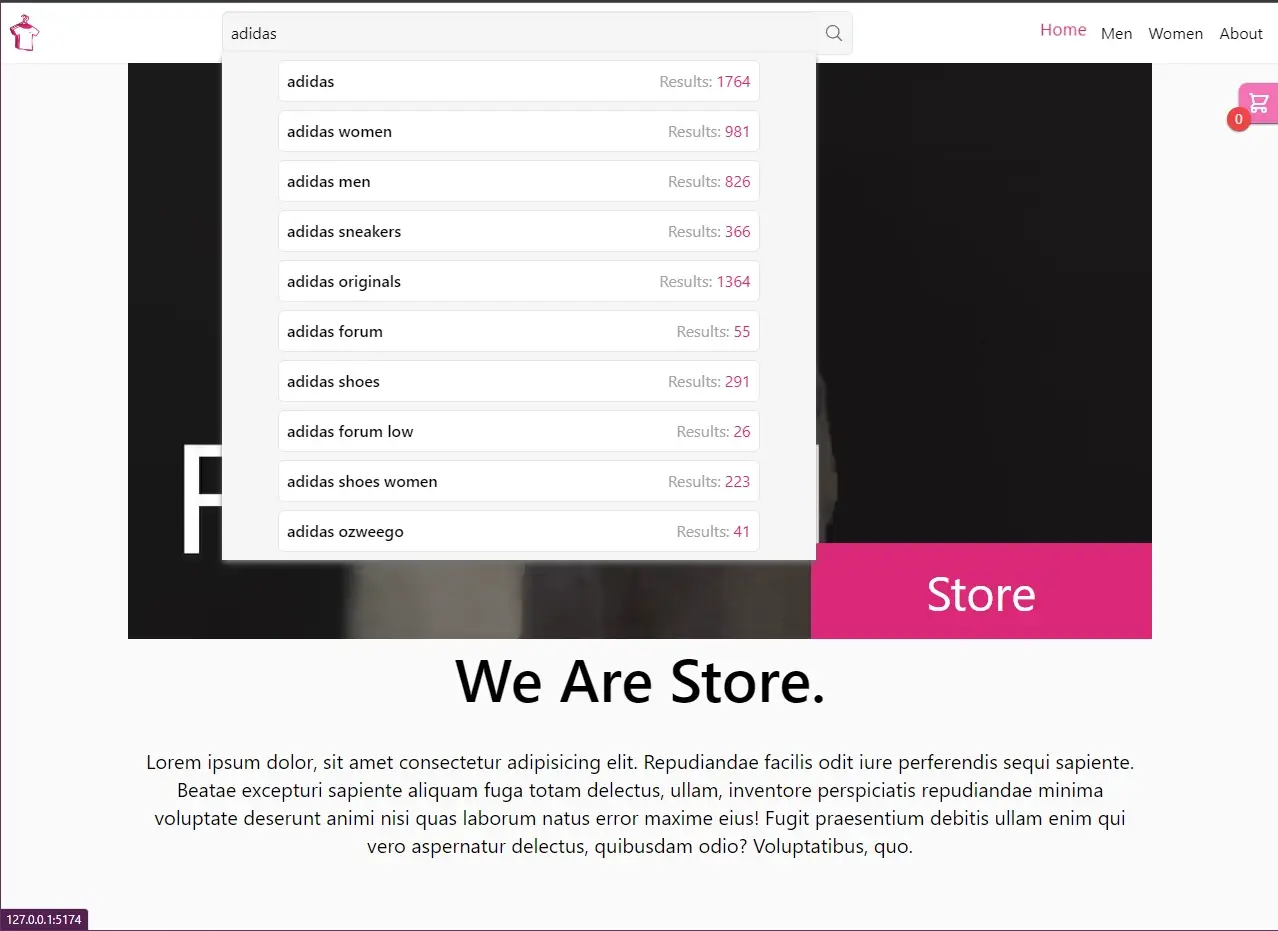 adidas
Home Men Women About
adidas Results: 1764
adidas women Results: 981
adidas men Results: 826
adidas sneakers Results: 366
adidas originals Results: 1364
adidas forum Results: 55
adidas shoes Results: 291
adidas forum low Results: 26
adidas shoes women Results: 223
adidas ozweego Results: 41
0
Store
We Are Store.
Lorem ipsum dolor, sit amet consectetur adipisicing elit. Repudiandae facilis odit iure perferendis sequi sapiente.
Beatae excepturi sapiente aliquam fuga totam delectus, ullam, inventore perspiciatis repudiandae minima
voluptate deserunt animi nisi quas laborum natus error maxime eius! Fugit praesentium debitis ullam enim qui
vero aspernatur delectus, quibusdam odio? Voluptatibus, quo.
127.0.0.1:5174